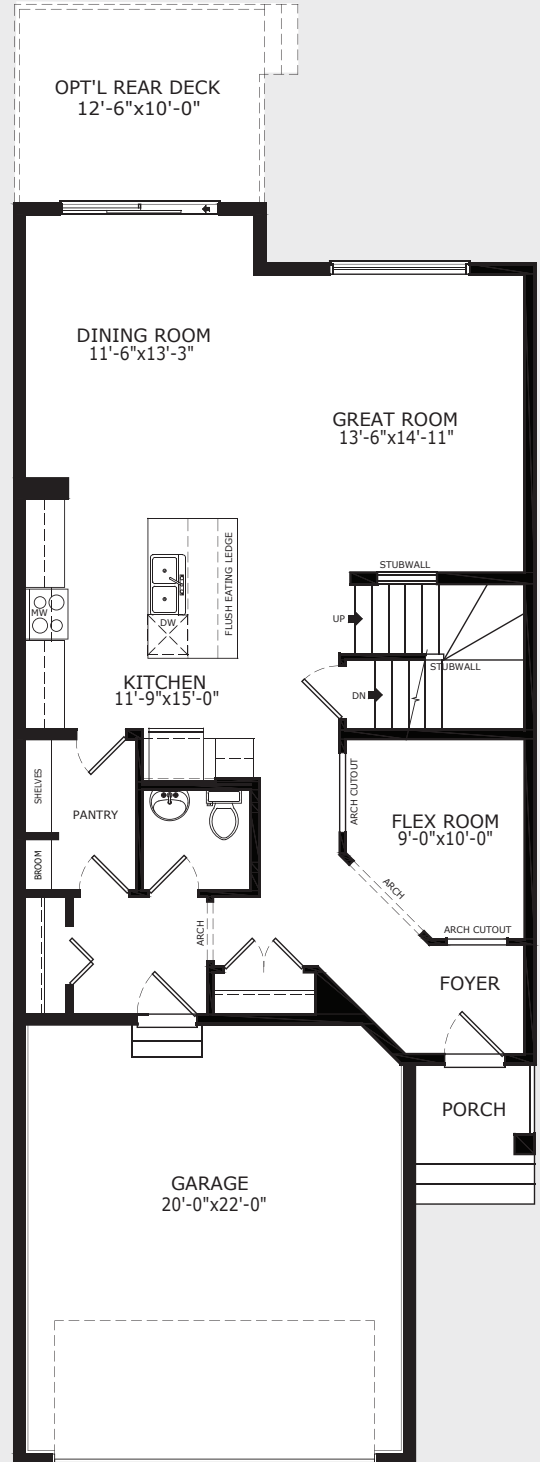 OPT'L REAR DECK
12'-6"x10'-0"
DINING ROOM
11'-6"x13'-3"
GREAT ROOM
13'-6"x14'-11"
STUBWALL
MW
DW
FLUSH EATING LEDGE
UP
STUBWALL
DN
KITCHEN
11'-9"x15'-0"
SHELVES
PANTRY
ARCH CUTOUT
FLEX ROOM
9'-0"x10'-0"
BROOM
ARCH
ARCH
ARCH CUTOUT
FOYER
PORCH
GARAGE
20'-0"x22'-0"